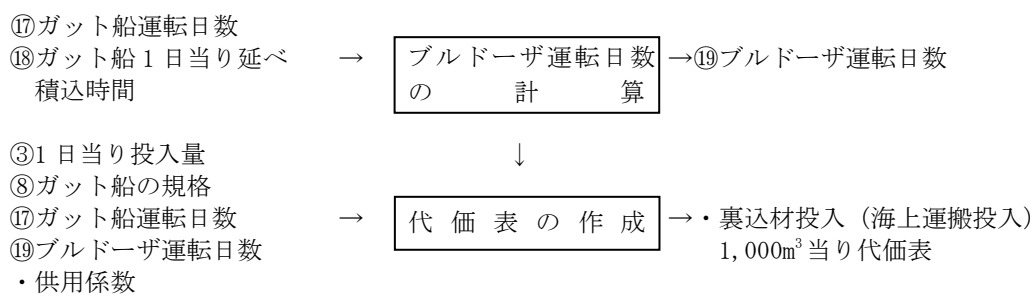 ⑰ガット船運転日数
⑱ガット船1日当り延べ → ブルドーザ運転日数 →⑲ブルドーザ運転日数
積込時間 の計算
③1日当り投入量 ↓
⑧ガット船の規格
⑰ガット船運転日数 → 代価表の作成 →・裏込材投入（海上運搬投入）
⑲ブルドーザ運転日数 1,000m³当り代価表
・供用係数